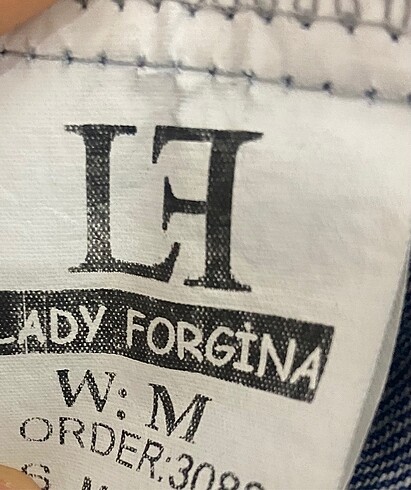 LF
LADY FORGİNA
W: M
ORDER:308